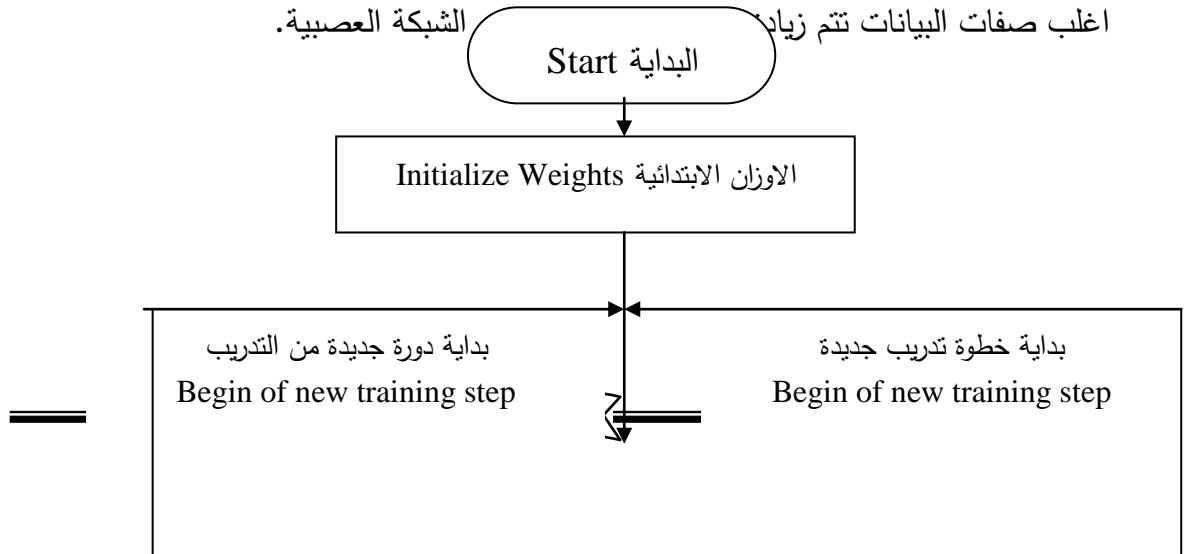 اغلب صفات البيانات تتم الشبكة العصبية.
البداية Start
الاوزان الابتدائية Initialize Weights
بداية خطوة تدريب جديدة
Begin of new training step
بداية دورة جديدة من التدريب
Begin of new training step